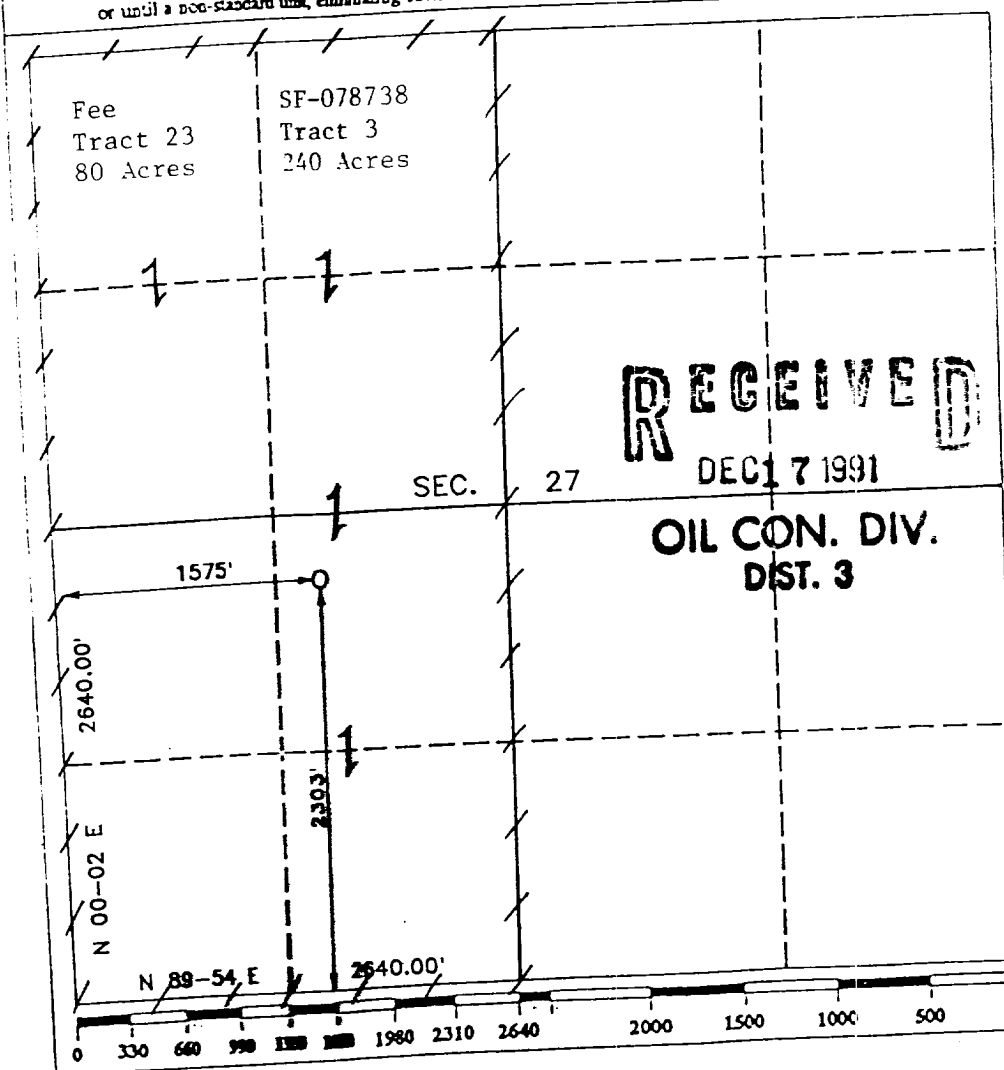 or until a non-standard unit, eliminating
Fee
Tract 23
80 Acres
SF-078738
Tract 3
240 Acres
RECEIVED
DEC 17 1991
OIL CON. DIV.
DIST. 3
SEC. 27
1575'
2640.00'
2303'
N 00-02 E
N 89-54 E
2640.00'
0 330 660 990 1980 2310 2640 2000 1500 1000 500